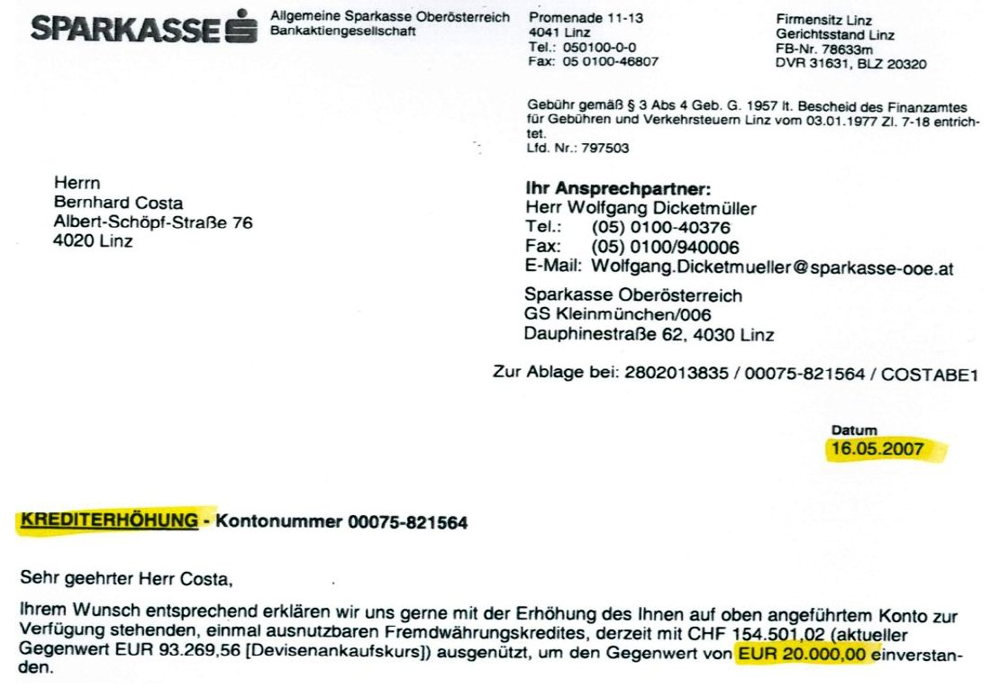 SPARKASSE
Allgemeine Sparkasse Oberösterreich
Bankaktiengesellschaft
Promenade 11-13
4041 Linz
Tel.: 050100-0-0
Fax: 05 0100-46807
Firmensitz Linz
Gerichtsstand Linz
FB-Nr. 78633m
DVR 31631, BLZ 20320
Gebühr gemäß § 3 Abs 4 Geb. G. 1957 lt. Bescheid des Finanzamtes
für Gebühren und Verkehrsteuern Linz vom 03.01.1977 Zl. 7-18 entrich-
tet.
Lfd. Nr.: 797503
Herrn
Bernhard Costa
Albert-Schöpf-Straße 76
4020 Linz
Ihr Ansprechpartner:
Herr Wolfgang Dicketmüller
Tel.: (05) 0100-40376
Fax: (05) 0100/940006
E-Mail: Wolfgang.Dicketmueller@sparkasse-ooe.at
Sparkasse Oberösterreich
GS Kleinmünchen/006
Dauphinestraße 62, 4030 Linz
Zur Ablage bei: 2802013835 / 00075-821564 / COSTABE1
Datum
16.05.2007
KREDITERHÖHUNG - Kontonummer 00075-821564
Sehr geehrter Herr Costa,
Ihrem Wunsch entsprechend erklären wir uns gerne mit der Erhöhung des Ihnen auf oben angeführtem Konto zur
Verfügung stehenden, einmal ausnutzbaren Fremdwährungskredites, derzeit mit CHF 154.501,02 (aktueller
Gegenwert EUR 93.269,56 [Devisenankaufskurs]) ausgenützt, um den Gegenwert von EUR 20.000,00 einverstan-
den.